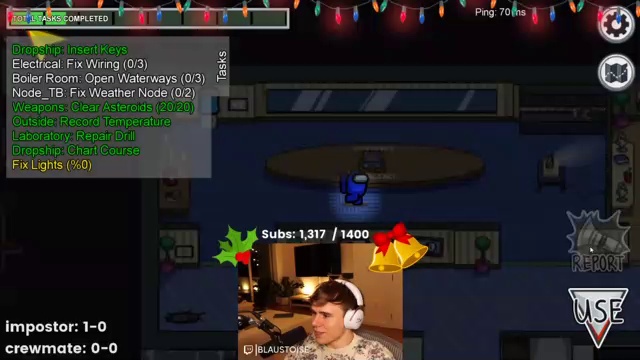 TOTAL TASKS COMPLETED
Ping: 70 ms
Dropship: Insert Keys
Electrical: Fix Wiring (0/3)
Boiler Room: Open Waterways (0/3)
Node_TB: Fix Weather Node (0/2)
Weapons: Clear Asteroids (20/20)
Outside: Record Temperature
Laboratory: Repair Drill
Dropship: Chart Course
Fix Lights (%0)
Tasks
Subs: 1,317 / 1400
REPORT
USE
impostor: 1-0
crewmate: 0-0
BLAUSTOISE